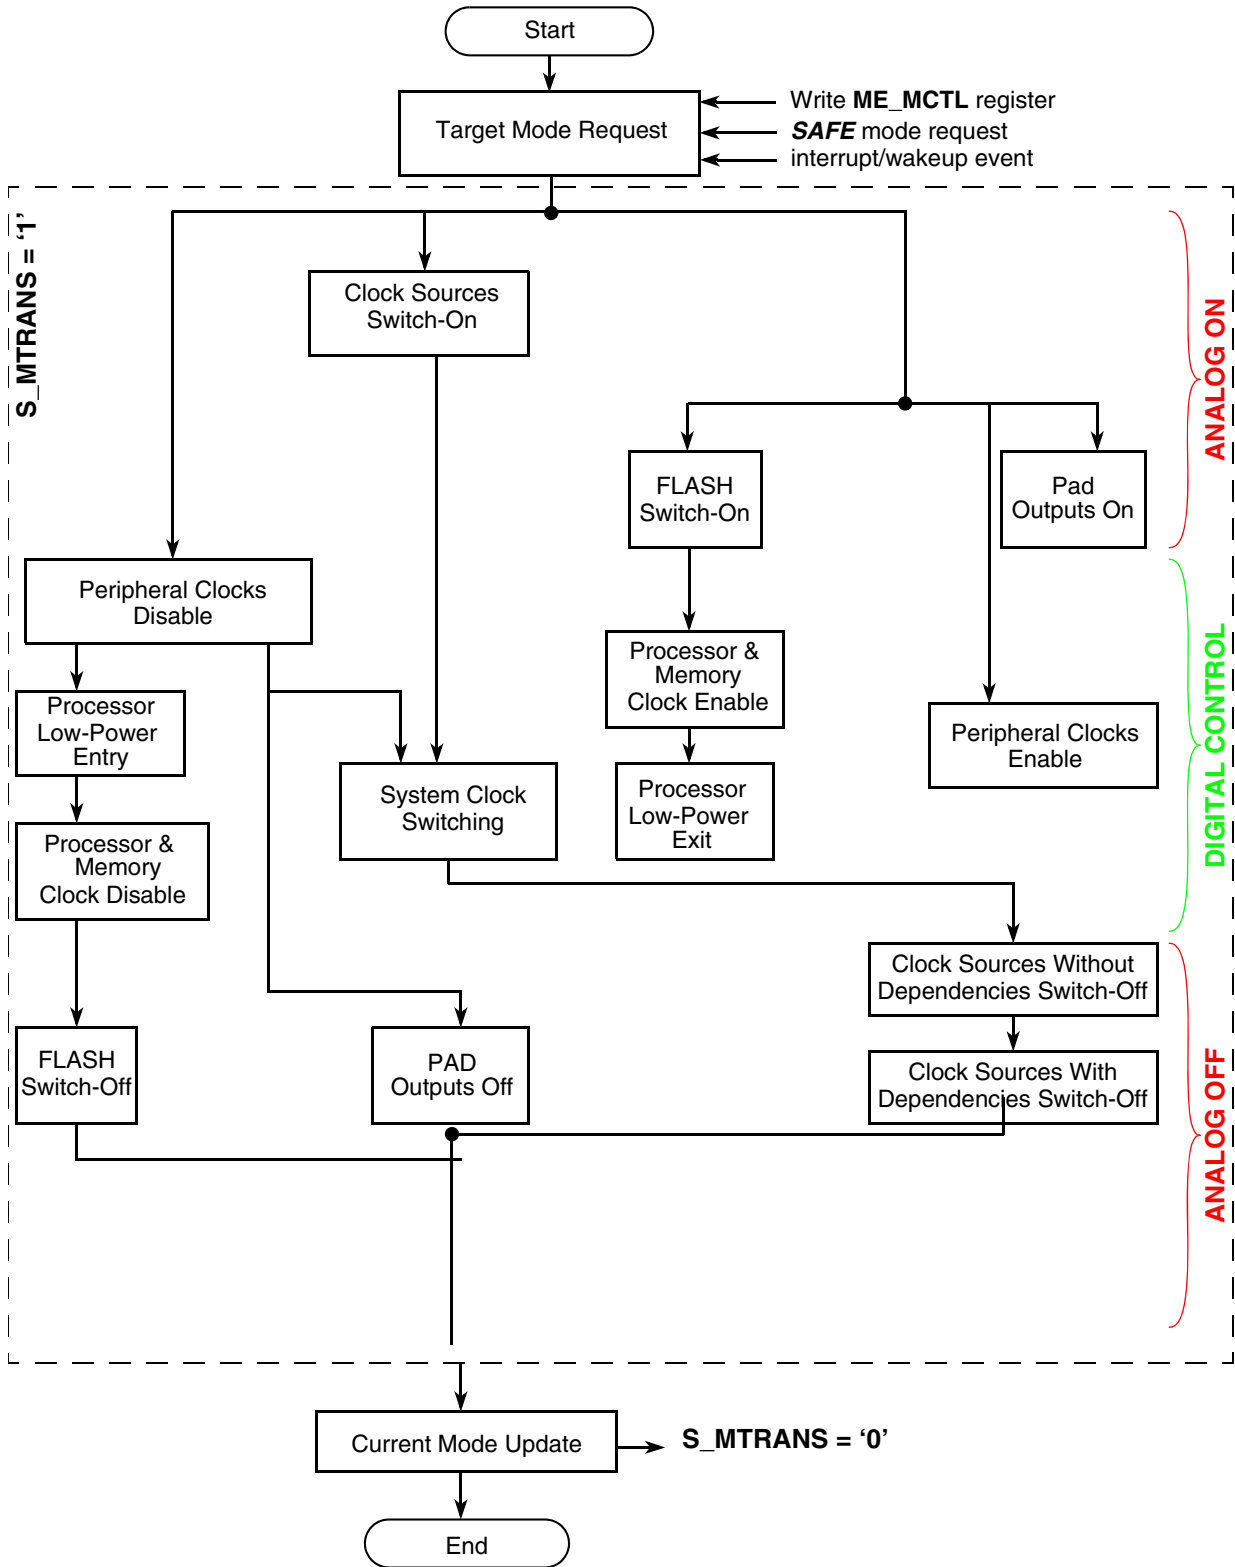 Start
Target Mode Request
Write ME_MCTL register
SAFE mode request
interrupt/wakeup event
S_MTRANS = ‘1’
ANALOG ON
Clock Sources
Switch-On
FLASH
Switch-On
Pad
Outputs On
Peripheral Clocks
Disable
DIGITAL CONTROL
Processor &
Memory
Clock Enable
Processor
Low-Power
Entry
Peripheral Clocks
Enable
System Clock
Switching
Processor
Low-Power
Exit
Processor &
Memory
Clock Disable
Clock Sources Without
Dependencies Switch-Off
ANALOG OFF
FLASH
Switch-Off
PAD
Outputs Off
Clock Sources With
Dependencies Switch-Off
Current Mode Update
S_MTRANS = ‘0’
End